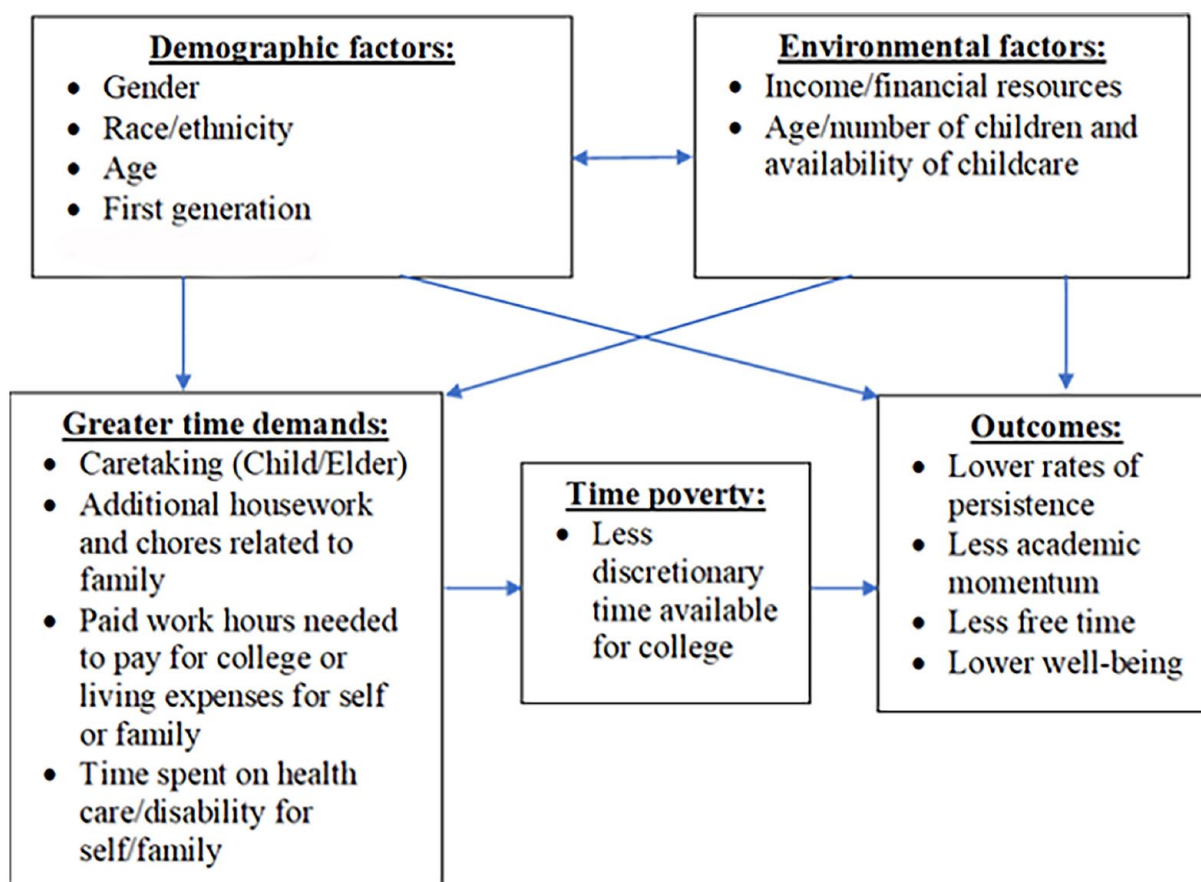 Demographic factors:
• Gender
• Race/ethnicity
• Age
• First generation
Environmental factors:
• Income/financial resources
• Age/number of children and
availability of childcare
Greater time demands:
• Caretaking (Child/Elder)
• Additional housework
and chores related to
family
• Paid work hours needed
to pay for college or
living expenses for self
or family
• Time spent on health
care/disability for
self/family
Time poverty:
• Less
discretionary
time available
for college
Outcomes:
• Lower rates of
persistence
• Less academic
momentum
• Less free time
• Lower well-being